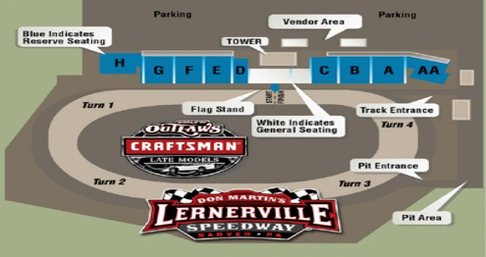 Parking
Vendor Area
Parking
Blue Indicates
Reserve Seating
TOWER
H
G
F
E
D
C
B
A
AA
START
FINISH
Turn 1
Flag Stand
White Indicates
General Seating
Track Entrance
Turn 4
OUTLAWS
CRAFTSMAN
LATE MODELS
Pit Entrance
Turn 2
Turn 3
DON MARTIN'S
LERNERVILLE
SPEEDWAY
SARVER • PA
Pit Area